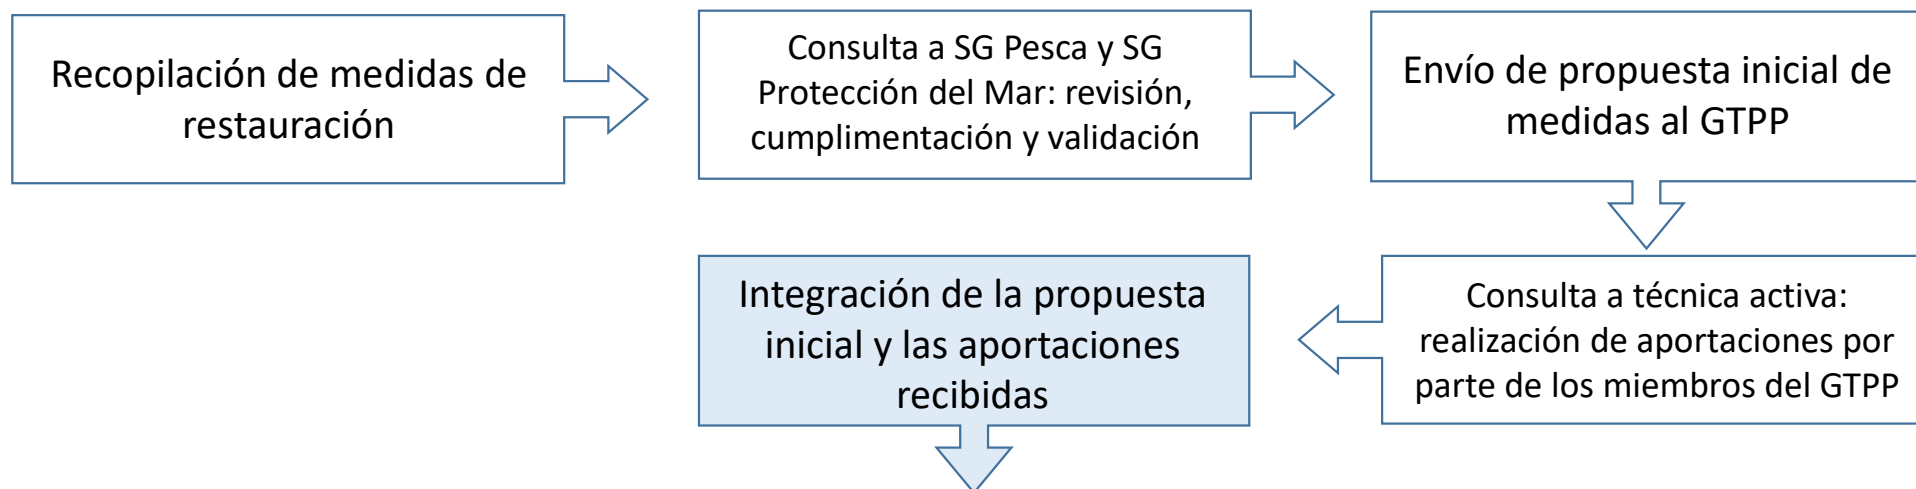 Recopilación de medidas de
restauración
Consulta a SG Pesca y SG
Protección del Mar: revisión,
cumplimentación y validación
Envío de propuesta inicial de
medidas al GTPP
Consulta a técnica activa:
realización de aportaciones por
parte de los miembros del GTPP
Integración de la propuesta
inicial y las aportaciones
recibidas